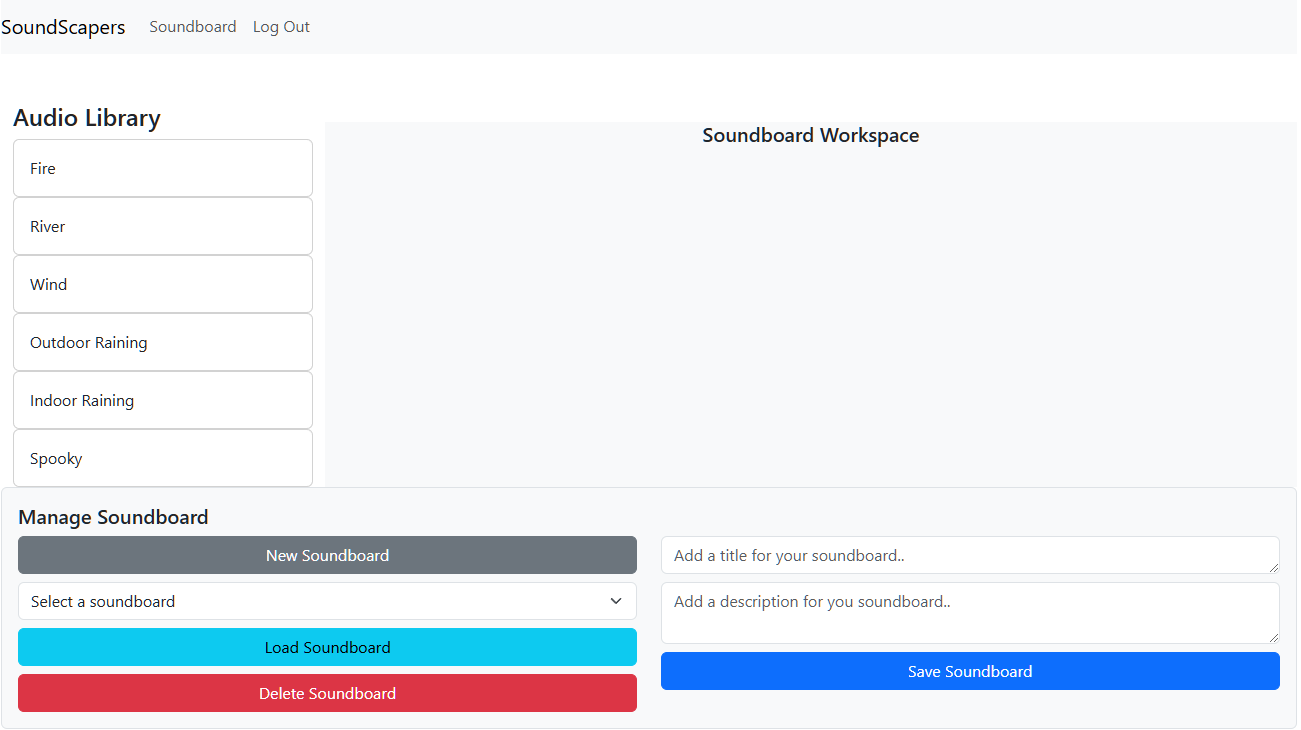 SoundScapers Soundboard Log Out
Audio Library
Soundboard Workspace
Fire
River
Wind
Outdoor Raining
Indoor Raining
Spooky
Manage Soundboard
New Soundboard
Select a soundboard
Load Soundboard
Delete Soundboard
Add a title for your soundboard..
Add a description for you soundboard..
Save Soundboard